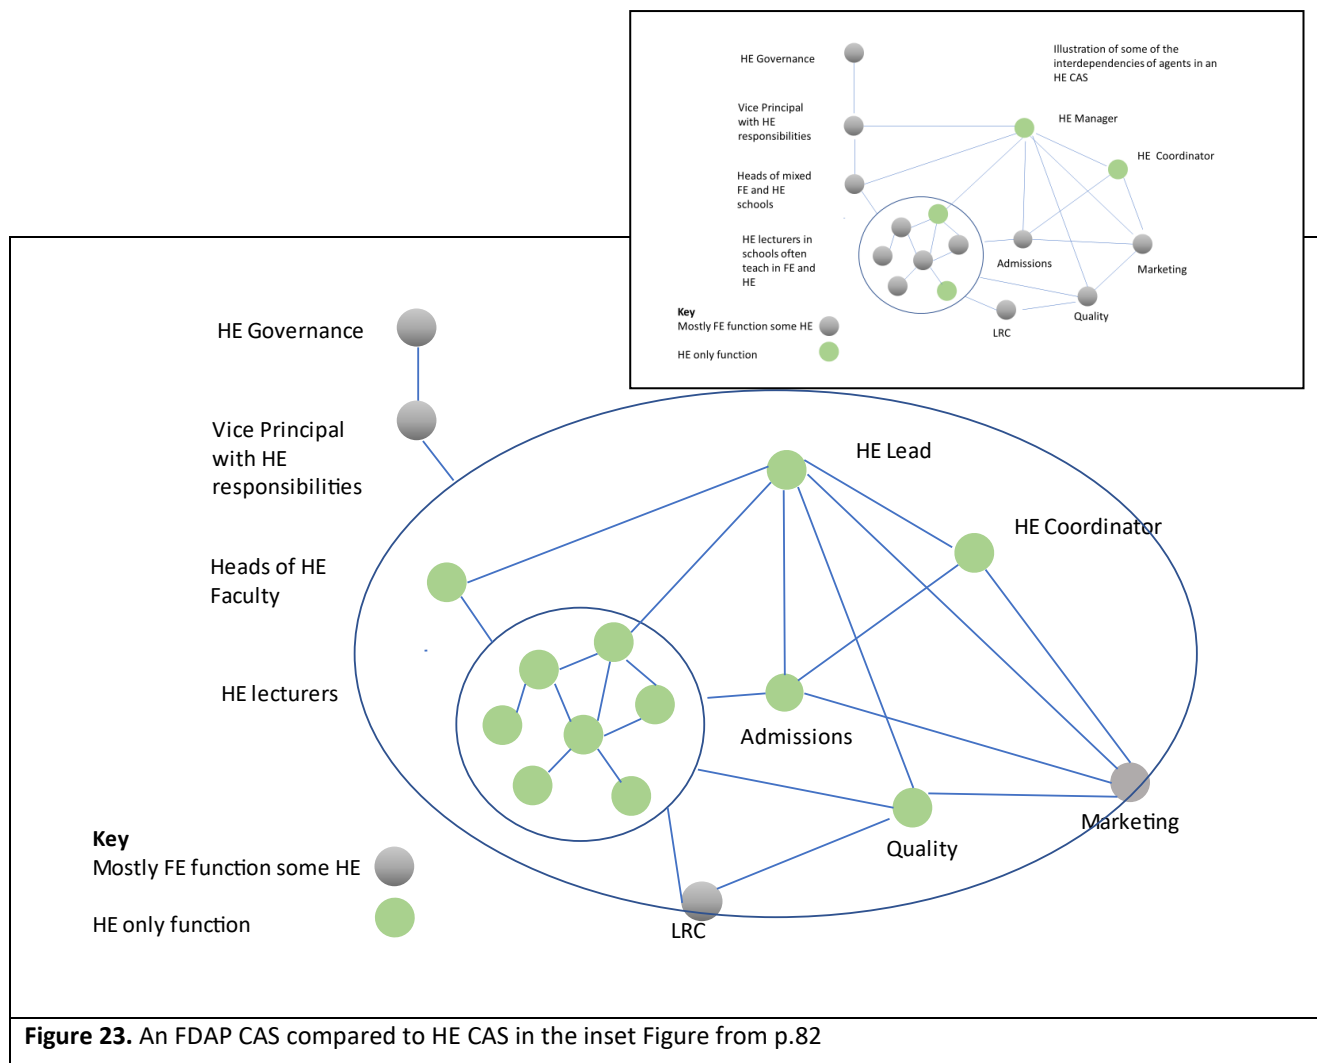 HE Governance
Illustration of some of the
interdependencies of agents in an
HE CAS
Vice Principal
with HE
responsibilities
HE Manager
HE Coordinator
Heads of mixed
FE and HE
schools
HE lecturers in
schools often
teach in FE and
HE
Admissions
Marketing
Quality
LRC
Key
Mostly FE function some HE
HE only function
HE Governance
Vice Principal
with HE
responsibilities
HE Lead
HE Coordinator
Heads of HE
Faculty
HE lecturers
Admissions
Marketing
Quality
LRC
Key
Mostly FE function some HE
HE only function
Figure 23. An FDAP CAS compared to HE CAS in the inset Figure from p.82